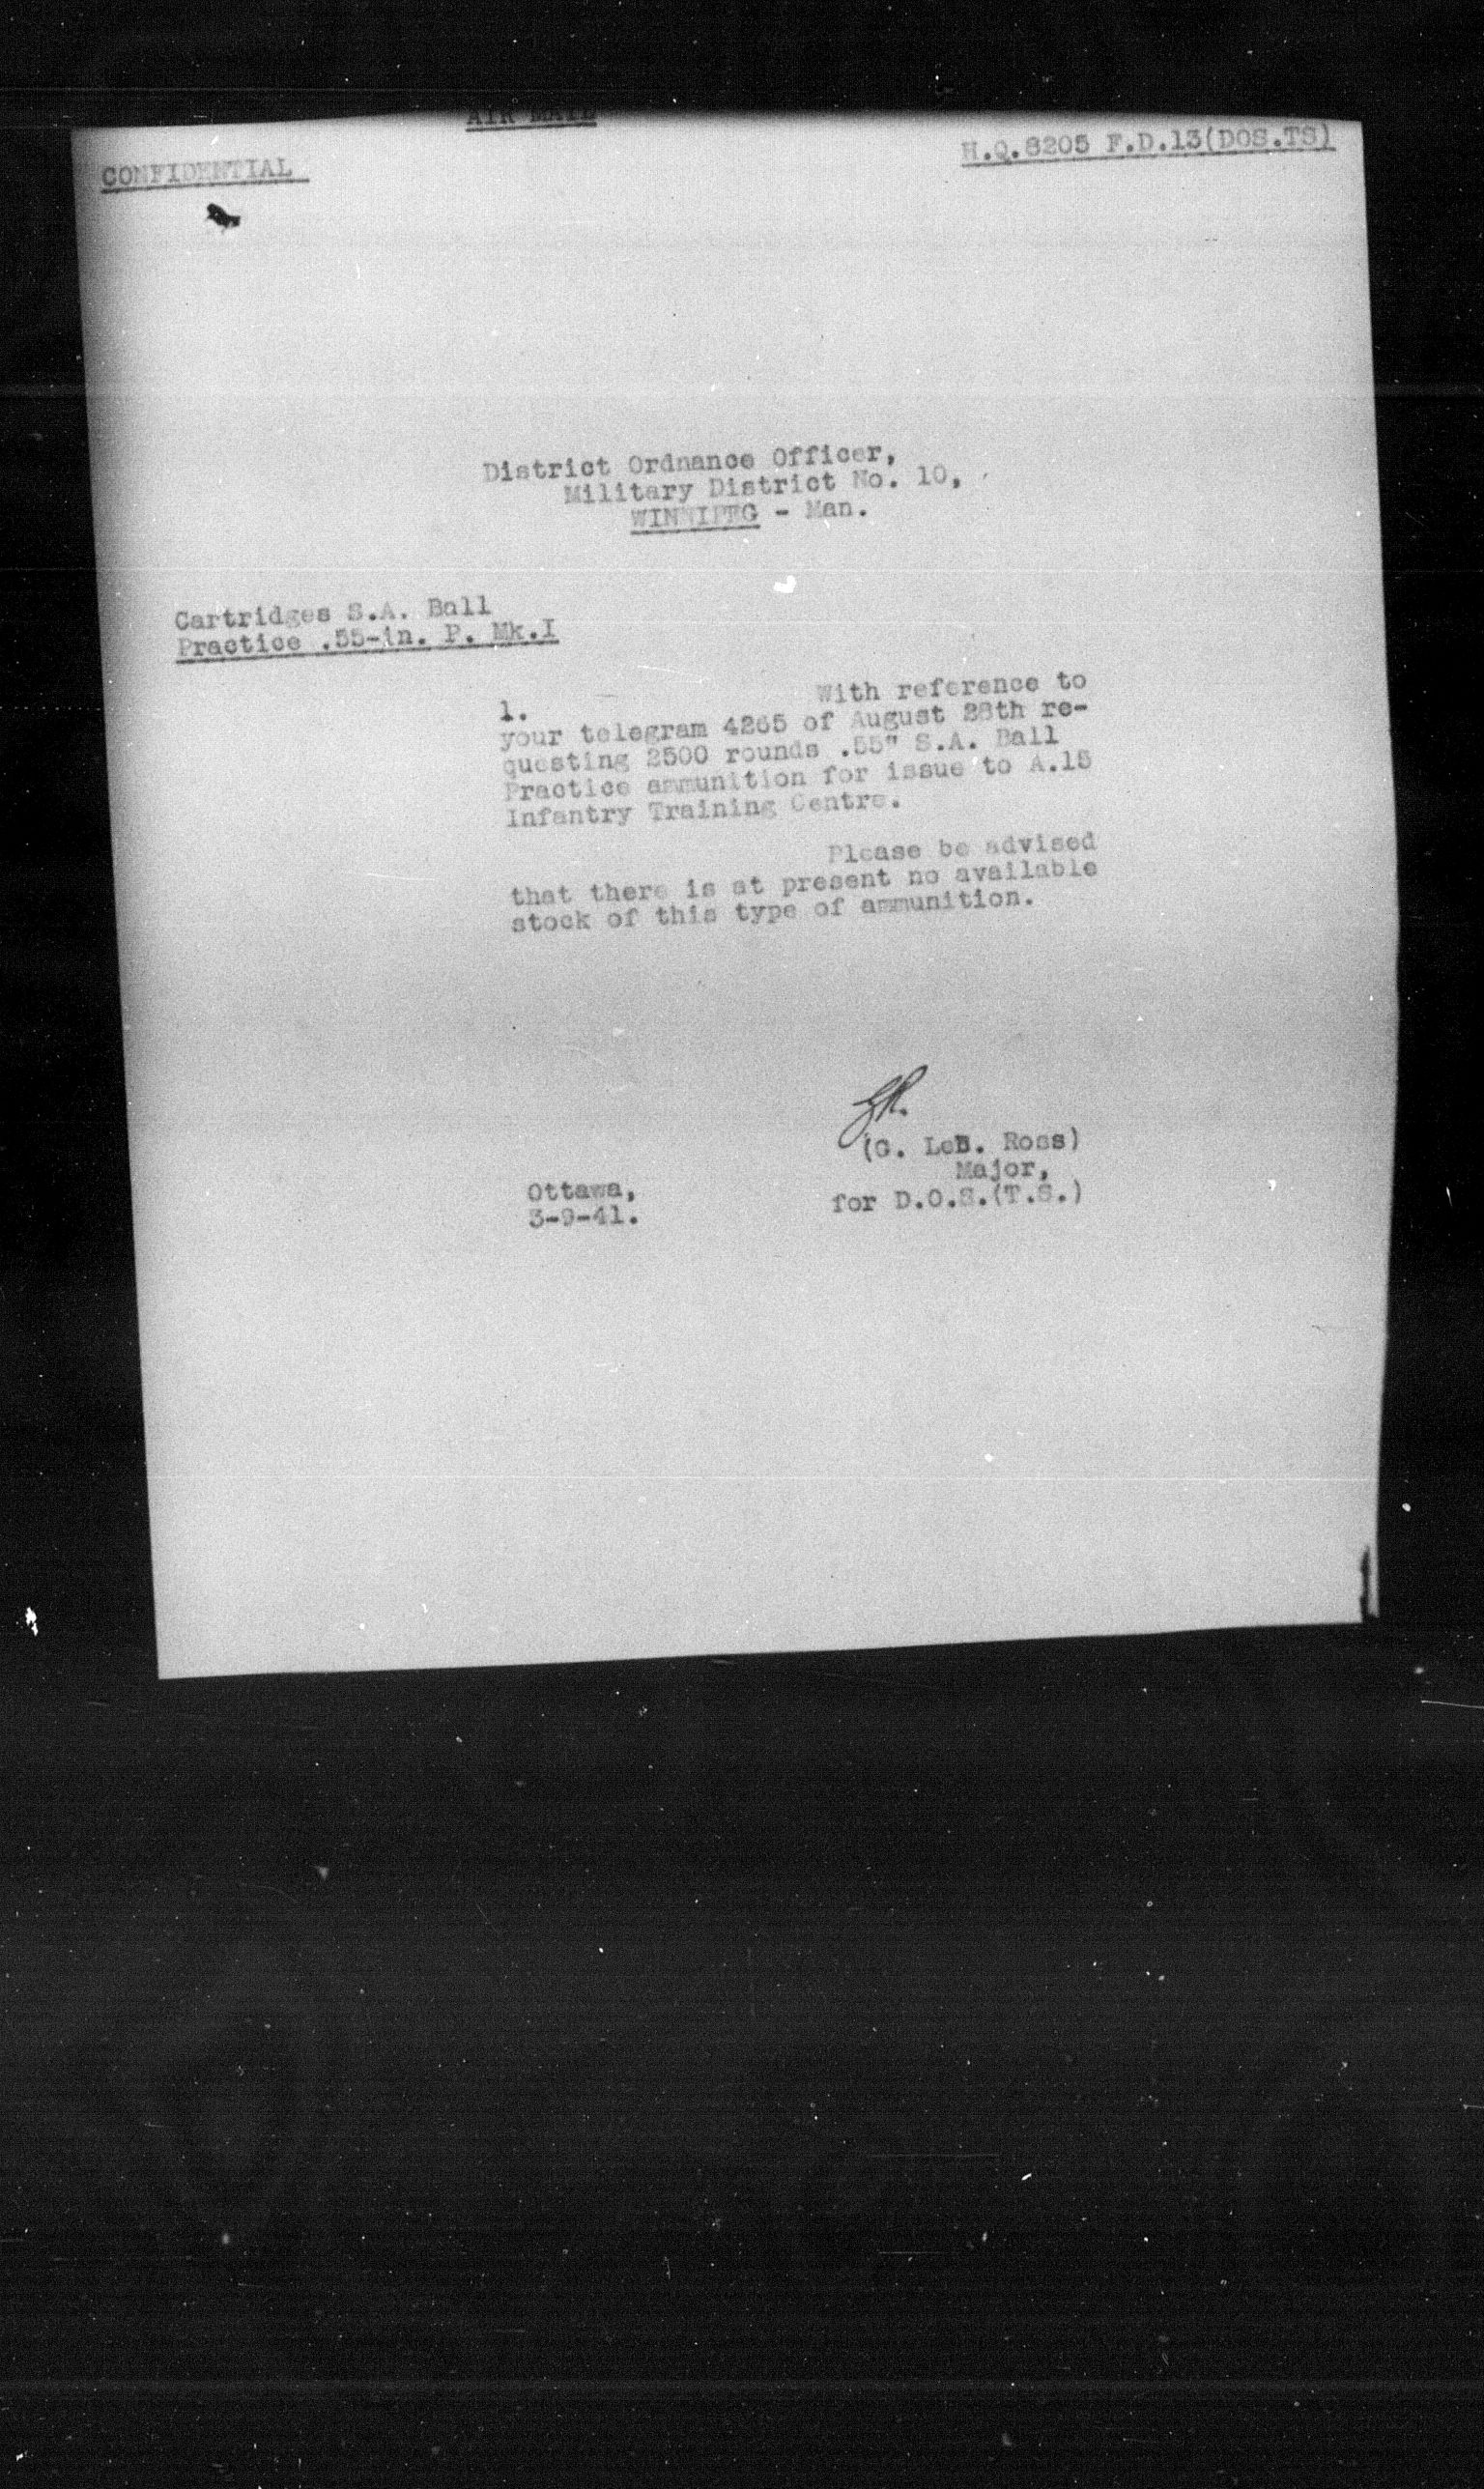 AIR MAIL
H.Q.8205 F.D.13(DOS.TS)
CONFIDENTIAL
District Ordnance Officer,
Military District No. 10,
WINNIPEG - Man.
Cartridges S.A. Ball
Practice .55-in. P. Mk.I
1. With reference to
your telegram 4265 of August 28th re-
questing 2500 rounds .55" S.A. Ball
Practice ammunition for issue to A.15
Infantry Training Centre.
Please be advised
that there is at present no available
stock of this type of ammunition.
GR.
(G. LeB. Ross)
Major,
for D.O.S.(T.S.)
Ottawa,
3-9-41.